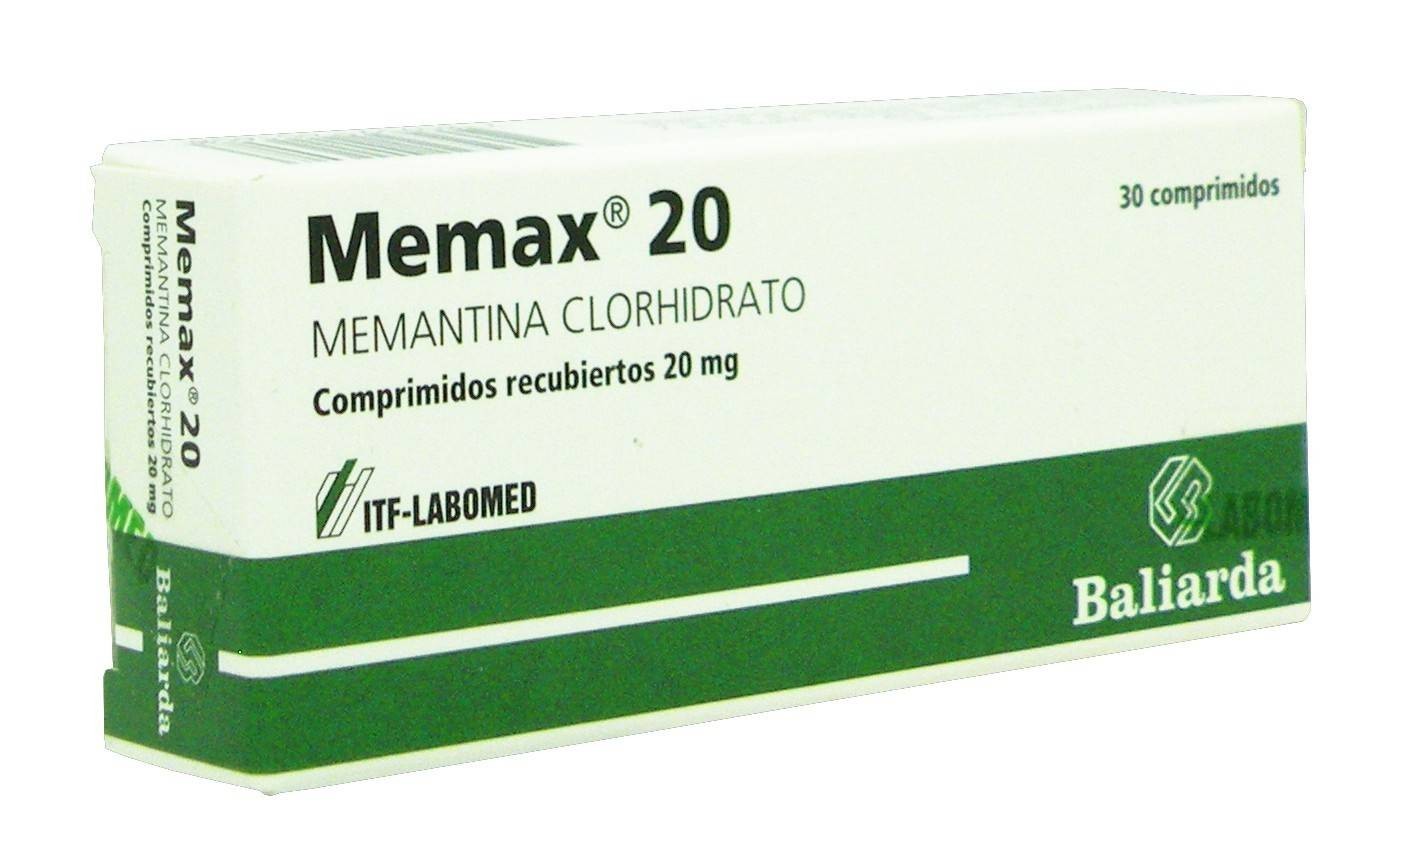 Memax® 20
MEMANTINA CLORHIDRATO
Comprimidos recubiertos 20 mg
30 comprimidos
ITF-LABOMED
Baliarda
Memax® 20
MEMANTINA CLORHIDRATO
Comprimidos recubiertos 20 mg
Baliarda